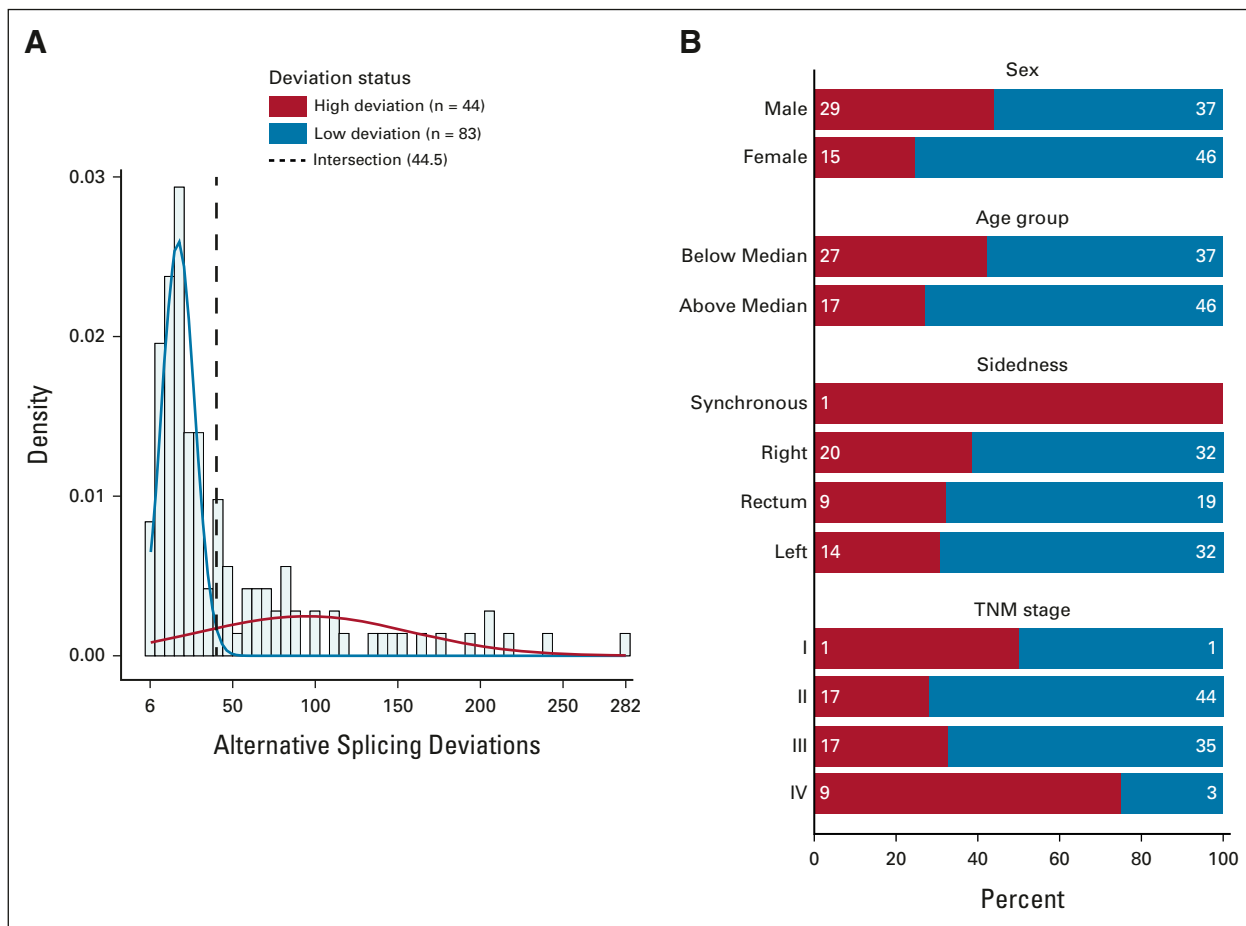 A
Deviation status
High deviation (n = 44)
Low deviation (n = 83)
Intersection (44.5)
0.03
0.02
0.01
0.00
Density
6 50 100 150 200 250 282
Alternative Splicing Deviations
B
Sex
Male 29 37
Female 15 46
Age group
Below Median 27 37
Above Median 17 46
Sidedness
Synchronous 1
Right 20 32
Rectum 9 19
Left 14 32
TNM stage
I 1 1
II 17 44
III 17 35
IV 9 3
0 20 40 60 80 100
Percent